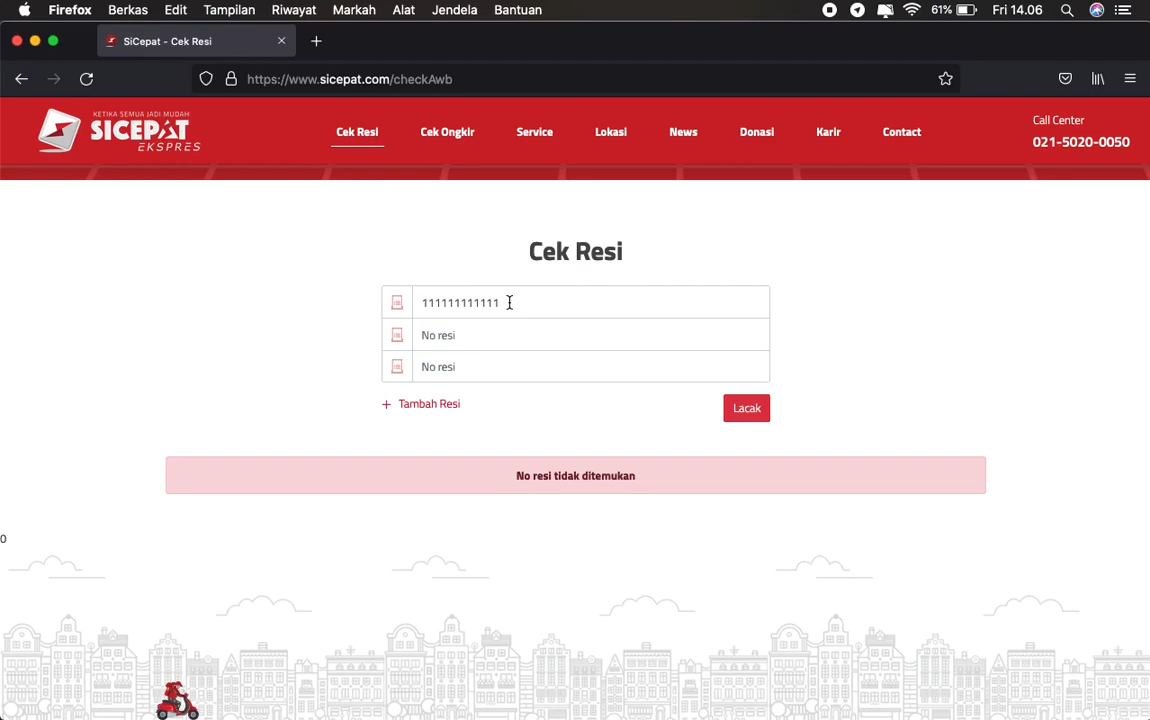 Firefox Berkas Edit Tampilan Riwayat Markah Alat Jendela Bantuan 61% Fri 14.06
SiCepat - Cek Resi
https://www.sicepat.com/checkAwb
KETIKA SEMUA JADI MUDAH
SICEPAT
EKSPRES
Cek Resi Cek Ongkir Service Lokasi News Donasi Karir Contact
Call Center
021-5020-0050
Cek Resi
111111111111
No resi
No resi
+ Tambah Resi
Lacak
No resi tidak ditemukan
0